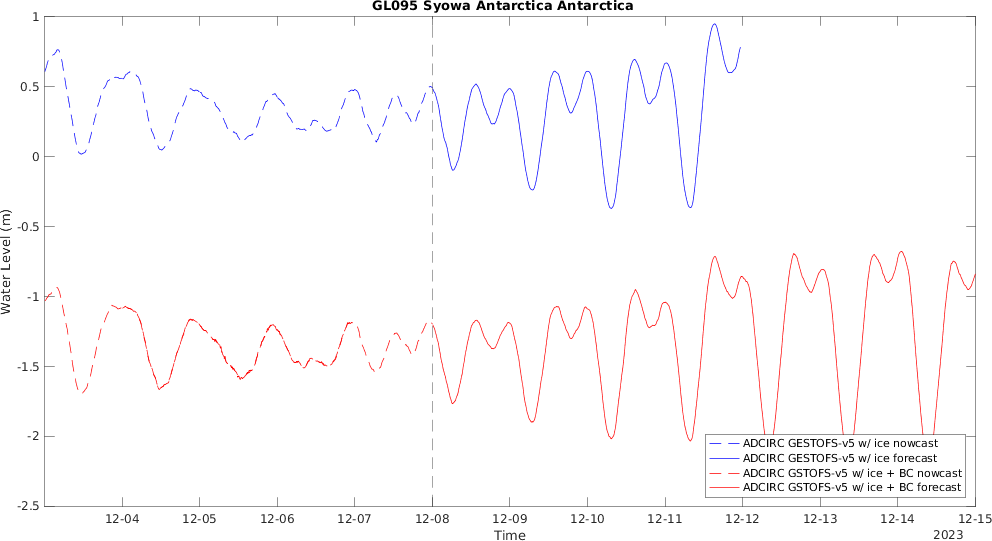 GL095 Syowa Antarctica Antarctica
1
0.5
0
-0.5
-1
-1.5
-2
-2.5
Water Level (m)
12-04 12-05 12-06 12-07 12-08 12-09 12-10 12-11 12-12 12-13 12-14 12-15
Time
2023
ADCIRC GESTOFS-v5 w/ ice nowcast
ADCIRC GESTOFS-v5 w/ ice forecast
ADCIRC GSTOFS-v5 w/ ice + BC nowcast
ADCIRC GSTOFS-v5 w/ ice + BC forecast